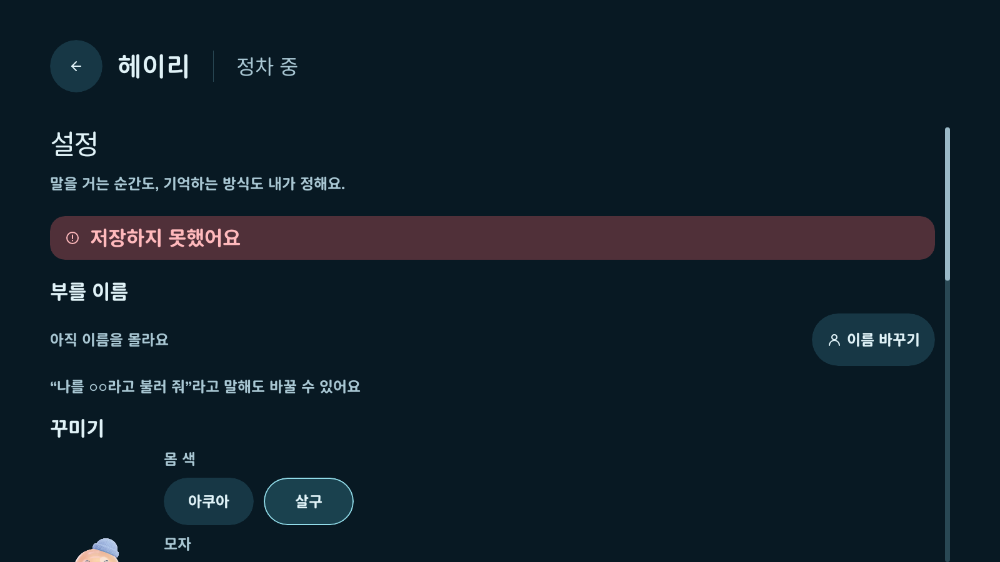 헤이리
정차 중
설정
말을 거는 순간도, 기억하는 방식도 내가 정해요.
저장하지 못했어요
부를 이름
아직 이름을 몰라요
이름 바꾸기
“나를 ○○라고 불러 줘”라고 말해도 바꿀 수 있어요
꾸미기
몸 색
아쿠아
살구
모자